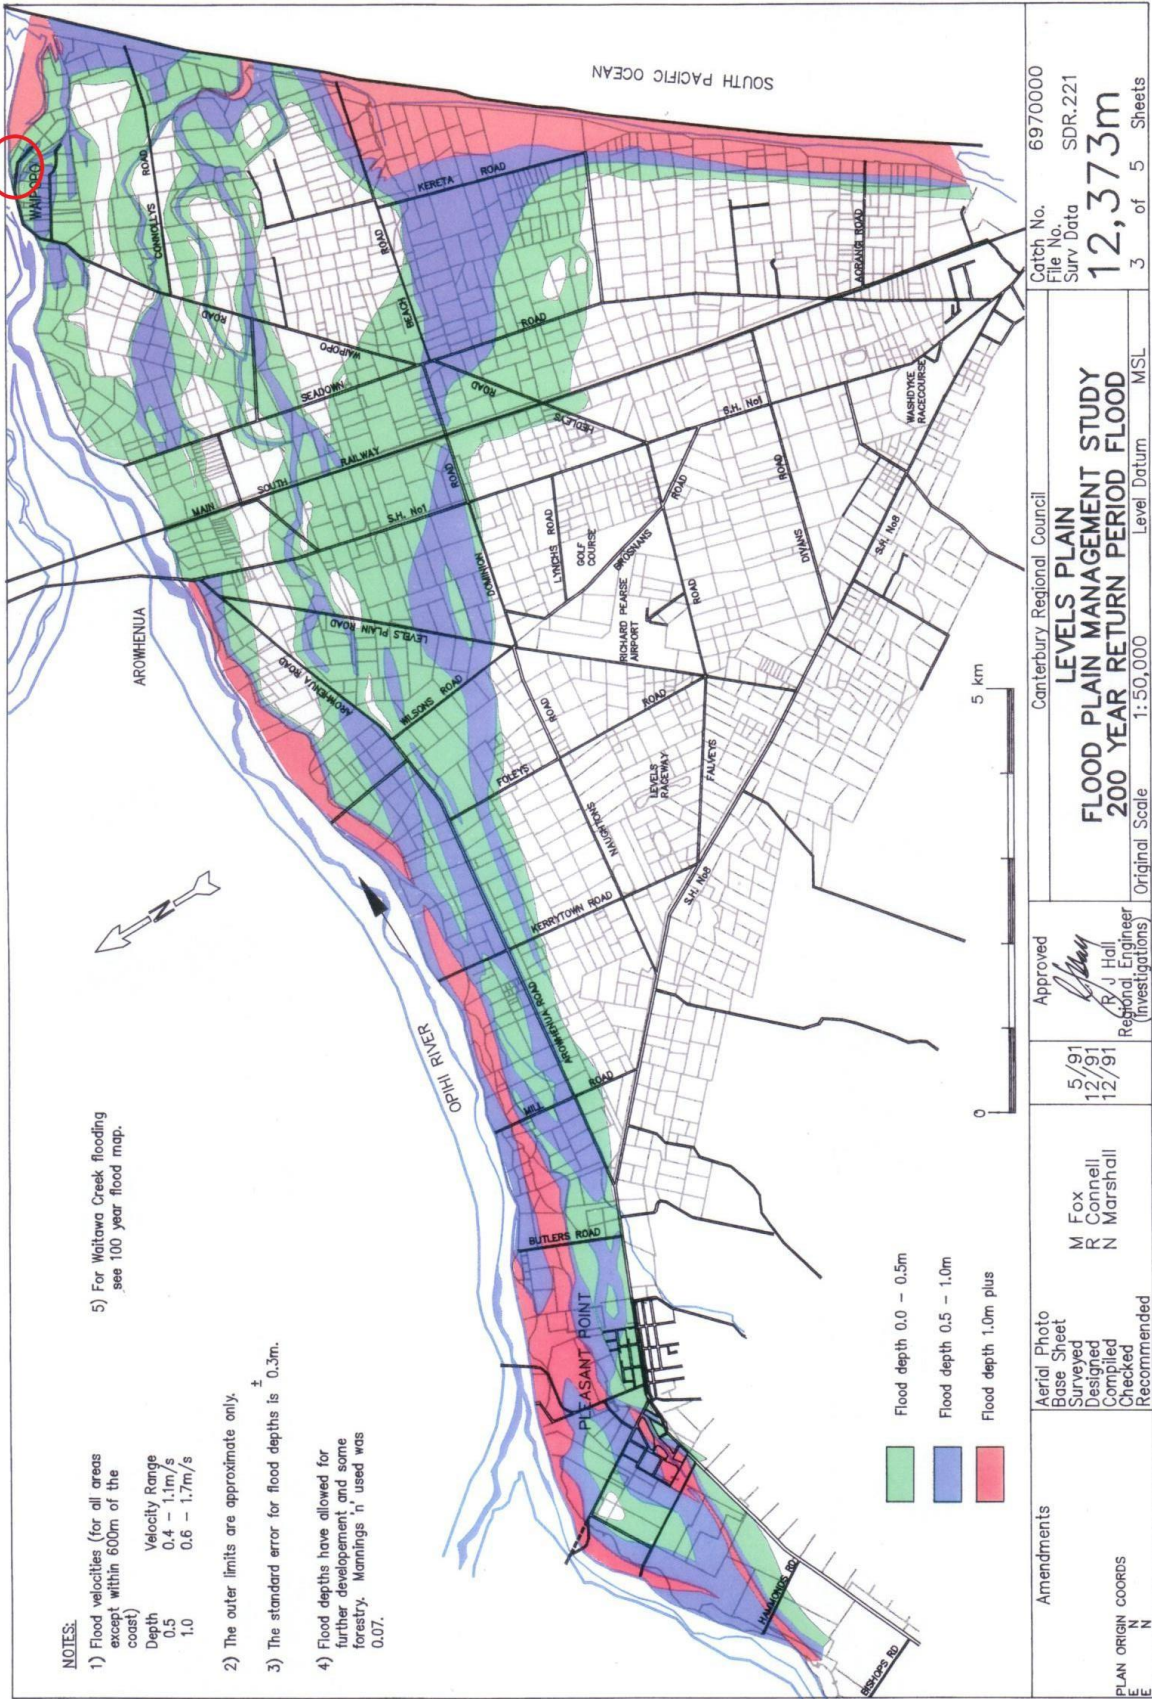 NOTES:
1) Flood velocities (for all areas
except within 600m of the
coast)
Depth Velocity Range
0.5 0.4 - 1.1m/s
1.0 0.6 - 1.7m/s
2) The outer limits are approximate only.
3) The standard error for flood depths is ± 0.3m.
4) Flood depths have allowed for
further developement and some
forestry. Mannings 'n' used was
0.07.
5) For Waitawa Creek flooding
see 100 year flood map.
N
OPIHI RIVER
AROWHENUA
SOUTH PACIFIC OCEAN
PLEASANT POINT
WAIPOPO
CONNOLLYS ROAD
WAIPOPO ROAD
SEADOWN ROAD
BEACH ROAD
KERETA ROAD
AORANGI ROAD
MAIN SOUTH RAILWAY
S.H. No1
HEDLEYS ROAD
S.H. No1
WASHDYKE
RACECOURSE
DOMINION ROAD
LYNCHS ROAD
GOLF
COURSE
BROSNANS ROAD
RICHARD PEARSE
AIRPORT
DIVANS ROAD
S.H. No8
LEVELS PLAIN ROAD
AROWHENUA ROAD
WILSONS ROAD
FOLEYS ROAD
NAUGHTONS ROAD
LEVELS
RACEWAY
FALVEYS ROAD
KERRYTOWN ROAD
S.H. No8
AROWHENUA ROAD
MILL ROAD
BUTLERS ROAD
HAMMONDS RD
BISHOPS RD
Flood depth 0.0 - 0.5m
Flood depth 0.5 - 1.0m
Flood depth 1.0m plus
0 5 km
Amendments
PLAN ORIGIN COORDS
E N
E N
Aerial Photo
Base Sheet
Surveyed
Designed M Fox 5/91
Compiled R Connell 12/91
Checked N Marshall 12/91
Recommended
Approved
R J Hall
Regional Engineer
(Investigations)
Canterbury Regional Council
LEVELS PLAIN
FLOOD PLAIN MANAGEMENT STUDY
200 YEAR RETURN PERIOD FLOOD
Original Scale 1:50,000 Level Datum MSL
Catch No. 6970000
File No.
Surv Data SDR.221
12,373m
3 of 5 Sheets